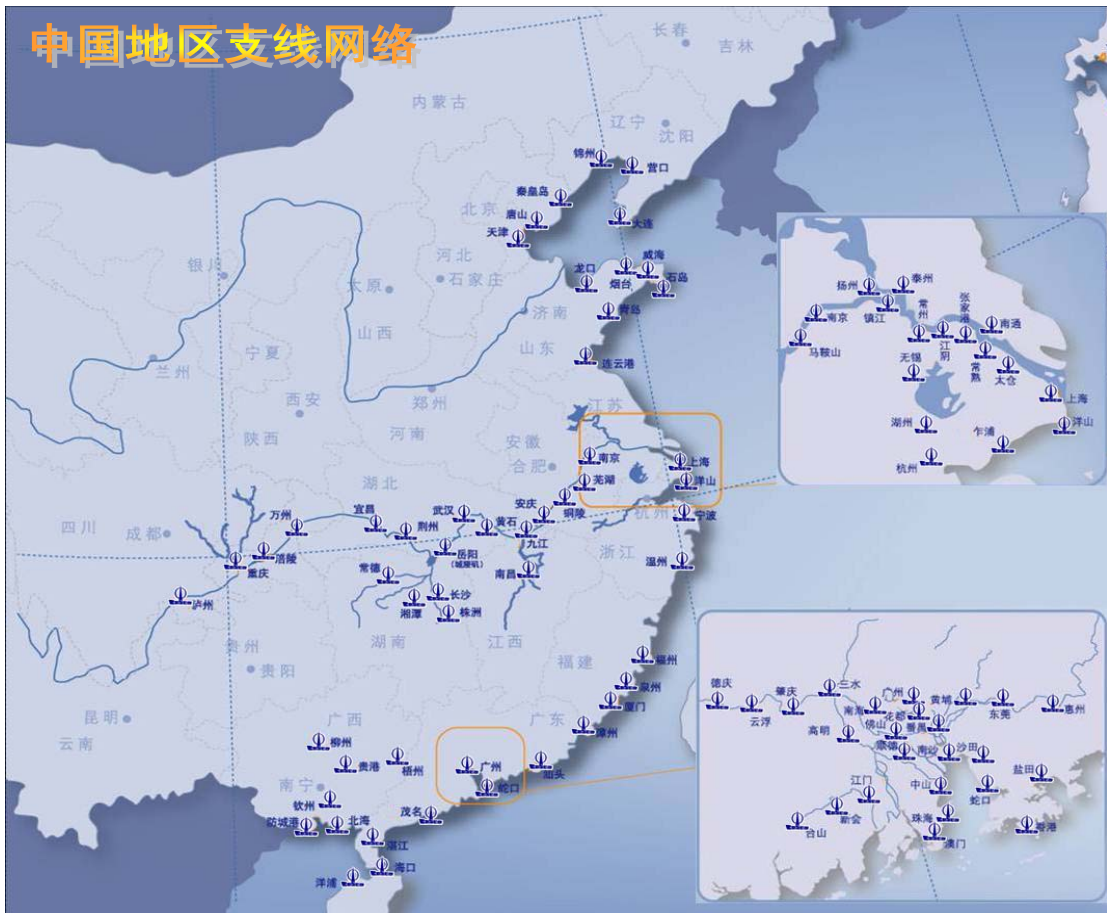 中国地区支线网络
长春
吉林
内蒙古
辽宁
沈阳
锦州
营口
秦皇岛
北京
唐山
大连
天津
河北
石家庄
银川
太原
龙口
烟台
威海
石岛
济南
青岛
山西
山东
宁夏
兰州
连云港
西安
郑州
江苏
陕西
河南
安徽
合肥
南京
上海
芜湖
洋山
湖北
安庆
铜陵
杭州
宁波
四川
成都
万州
宜昌
荆州
武汉
黄石
九江
浙江
重庆
涪陵
岳阳
(城陵矶)
温州
泸州
常德
长沙
南昌
湘潭
株洲
湖南
江西
贵州
贵阳
福建
福州
泉州
厦门
昆明
云南
广西
广东
漳州
柳州
贵港
梧州
广州
汕头
南宁
蛇口
钦州
防城港
北海
茂名
湛江
洋浦
海口
扬州
泰州
南京
镇江
常州
张家港
南通
马鞍山
无锡
江阴
常熟
太仓
上海
湖州
乍浦
洋山
杭州
德庆
肇庆
三水
广州
黄埔
云浮
南海
花都
东莞
惠州
高明
佛山
番禺
顺德
南沙
沙田
盐田
江门
中山
蛇口
台山
新会
珠海
澳门
香港